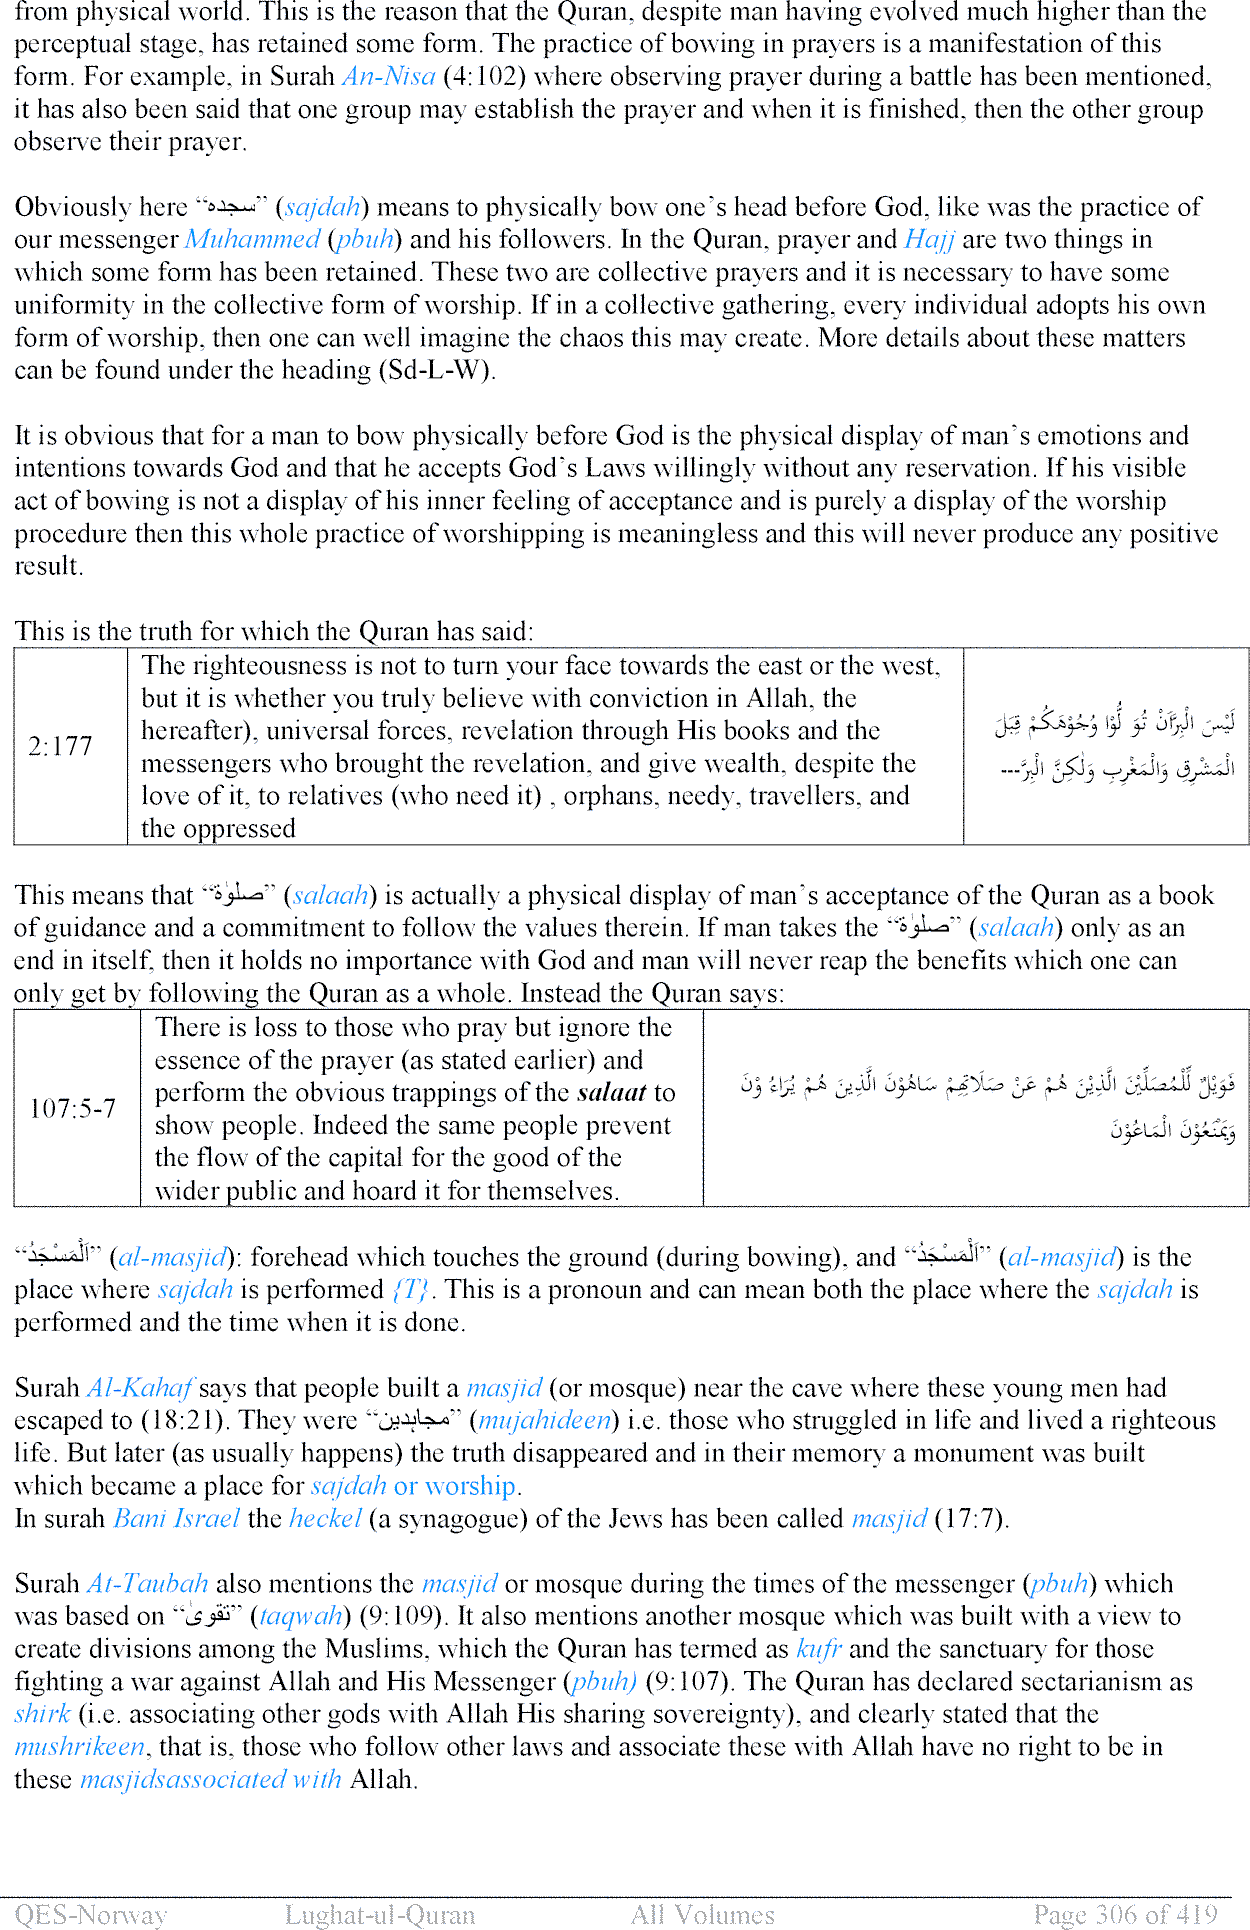 from physical world. This is the reason that the Quran, despite man having evolved much higher than the
perceptual stage, has retained some form. The practice of bowing in prayers is a manifestation of this
form. For example, in Surah An-Nisa (4:102) where observing prayer during a battle has been mentioned,
it has also been said that one group may establish the prayer and when it is finished, then the other group
observe their prayer.
Obviously here “سجدہ” (sajdah) means to physically bow one’s head before God, like was the practice of
our messenger Muhammed (pbuh) and his followers. In the Quran, prayer and Hajj are two things in
which some form has been retained. These two are collective prayers and it is necessary to have some
uniformity in the collective form of worship. If in a collective gathering, every individual adopts his own
form of worship, then one can well imagine the chaos this may create. More details about these matters
can be found under the heading (Sd-L-W).
It is obvious that for a man to bow physically before God is the physical display of man’s emotions and
intentions towards God and that he accepts God’s Laws willingly without any reservation. If his visible
act of bowing is not a display of his inner feeling of acceptance and is purely a display of the worship
procedure then this whole practice of worshipping is meaningless and this will never produce any positive
result.
This is the truth for which the Quran has said:
2:177
The righteousness is not to turn your face towards the east or the west,
but it is whether you truly believe with conviction in Allah, the
hereafter), universal forces, revelation through His books and the
messengers who brought the revelation, and give wealth, despite the
love of it, to relatives (who need it) , orphans, needy, travellers, and
the oppressed
لَيْسَ الْبِرَّاَنْ تُوَ لُّوْا وُجُوْهَكُمْ قِبَلَ
الْمَشْرِقِ وَالْمَغْرِبِ وَلٰكِنَّ الْبِرَّ---
This means that “صلوٰۃ” (salaah) is actually a physical display of man’s acceptance of the Quran as a book
of guidance and a commitment to follow the values therein. If man takes the “صلوٰۃ” (salaah) only as an
end in itself, then it holds no importance with God and man will never reap the benefits which one can
only get by following the Quran as a whole. Instead the Quran says:
107:5-7
There is loss to those who pray but ignore the
essence of the prayer (as stated earlier) and
perform the obvious trappings of the salaat to
show people. Indeed the same people prevent
the flow of the capital for the good of the
wider public and hoard it for themselves.
فَوَيْلٌ لِّلْمُصَلِّيْنَ الَّذِيْنَ هُمْ عَنْ صَلَاتِهِمْ سَاهُوْنَ الَّذِينَ هُمْ يُرَاءُ وْنَ
وَيَمْنَعُوْنَ الْمَاعُوْنَ
“اَلْمَسْجَدُ” (al-masjid): forehead which touches the ground (during bowing), and “اَلْمَسْجَدُ” (al-masjid) is the
place where sajdah is performed {T}. This is a pronoun and can mean both the place where the sajdah is
performed and the time when it is done.
Surah Al-Kahaf says that people built a masjid (or mosque) near the cave where these young men had
escaped to (18:21). They were “مجاہدین” (mujahideen) i.e. those who struggled in life and lived a righteous
life. But later (as usually happens) the truth disappeared and in their memory a monument was built
which became a place for sajdah or worship.
In surah Bani Israel the heckel (a synagogue) of the Jews has been called masjid (17:7).
Surah At-Taubah also mentions the masjid or mosque during the times of the messenger (pbuh) which
was based on “تقویٰ” (taqwah) (9:109). It also mentions another mosque which was built with a view to
create divisions among the Muslims, which the Quran has termed as kufr and the sanctuary for those
fighting a war against Allah and His Messenger (pbuh) (9:107). The Quran has declared sectarianism as
shirk (i.e. associating other gods with Allah His sharing sovereignty), and clearly stated that the
mushrikeen, that is, those who follow other laws and associate these with Allah have no right to be in
these masjidsassociated with Allah.
QES-Norway Lughat-ul-Quran All Volumes Page 306 of 419